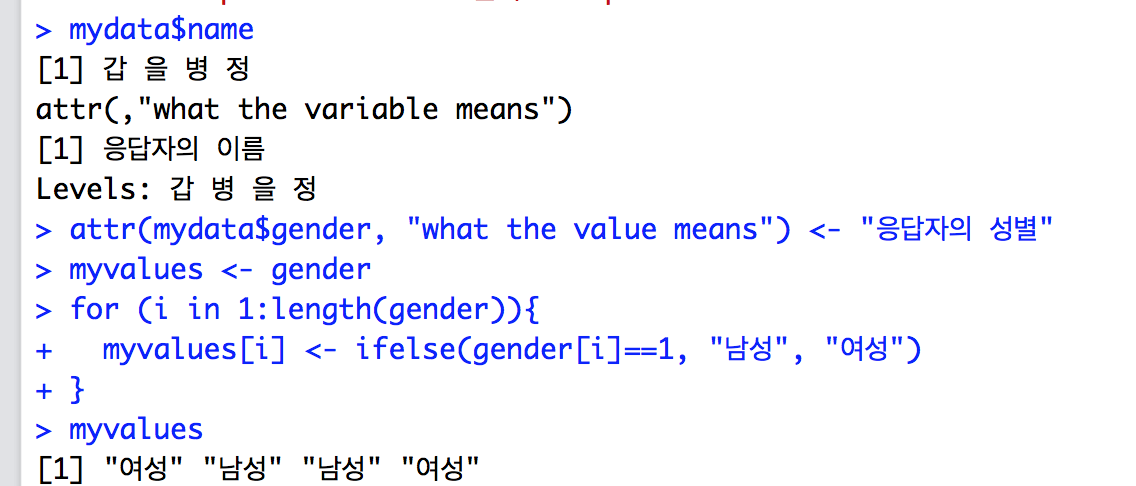 > mydata$name
[1] 갑 을 병 정
attr(,"what the variable means")
[1] 응답자의 이름
Levels: 갑 병 을 정
> attr(mydata$gender, "what the value means") <- "응답자의 성별"
> myvalues <- gender
> for (i in 1:length(gender)){
+   myvalues[i] <- ifelse(gender[i]==1, "남성", "여성")
+ }
> myvalues
[1] "여성" "남성" "남성" "여성"